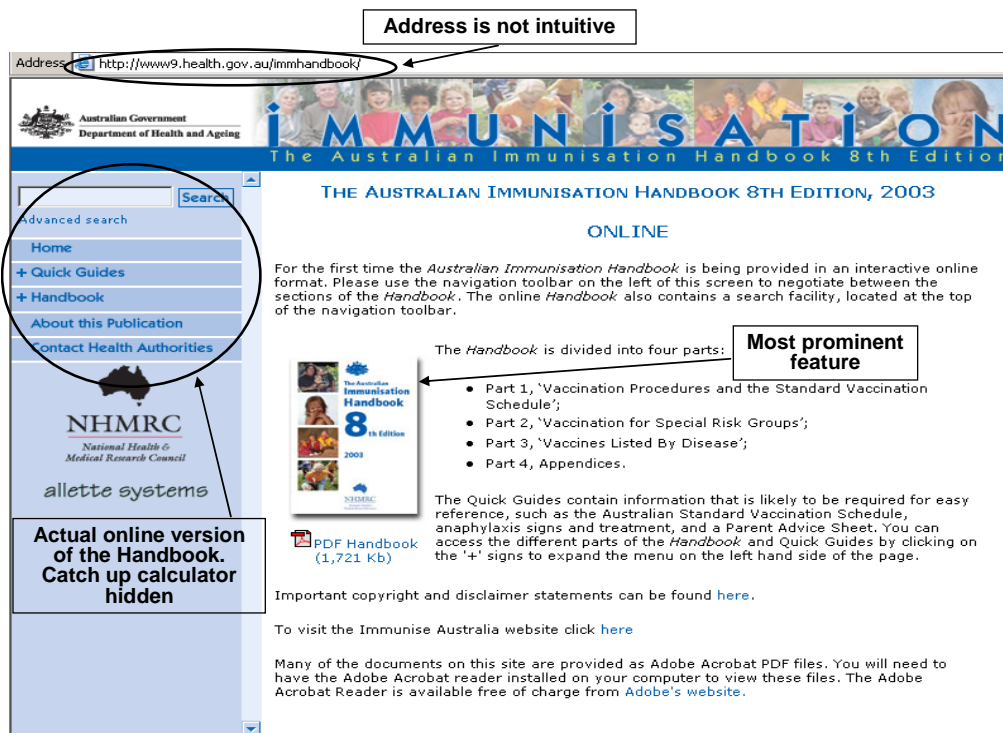 Address is not intuitive
Address http://www9.health.gov.au/immhandbook/
Australian Government
Department of Health and Ageing
iMMUNiSATiON
The Australian Immunisation Handbook 8th Edition
Search
Advanced search
Home
+ Quick Guides
+ Handbook
About this Publication
Contact Health Authorities
NHMRC
National Health &
Medical Research Council
allette systems
Actual online version
of the Handbook.
Catch up calculator
hidden
THE AUSTRALIAN IMMUNISATION HANDBOOK 8TH EDITION, 2003
ONLINE
For the first time the Australian Immunisation Handbook is being provided in an interactive online
format. Please use the navigation toolbar on the left of this screen to negotiate between the
sections of the Handbook. The online Handbook also contains a search facility, located at the top
of the navigation toolbar.
The Australian
Immunisation
Handbook
8th Edition
2003
NHMRC
PDF Handbook
(1,721 Kb)
The Handbook is divided into four parts:
Most prominent
feature
• Part 1, 'Vaccination Procedures and the Standard Vaccination
Schedule';
• Part 2, 'Vaccination for Special Risk Groups';
• Part 3, 'Vaccines Listed By Disease';
• Part 4, Appendices.
The Quick Guides contain information that is likely to be required for easy
reference, such as the Australian Standard Vaccination Schedule,
anaphylaxis signs and treatment, and a Parent Advice Sheet. You can
access the different parts of the Handbook and Quick Guides by clicking on
the '+' signs to expand the menu on the left hand side of the page.
Important copyright and disclaimer statements can be found here.
To visit the Immunise Australia website click here
Many of the documents on this site are provided as Adobe Acrobat PDF files. You will need to
have the Adobe Acrobat reader installed on your computer to view these files. The Adobe
Acrobat Reader is available free of charge from Adobe's website.